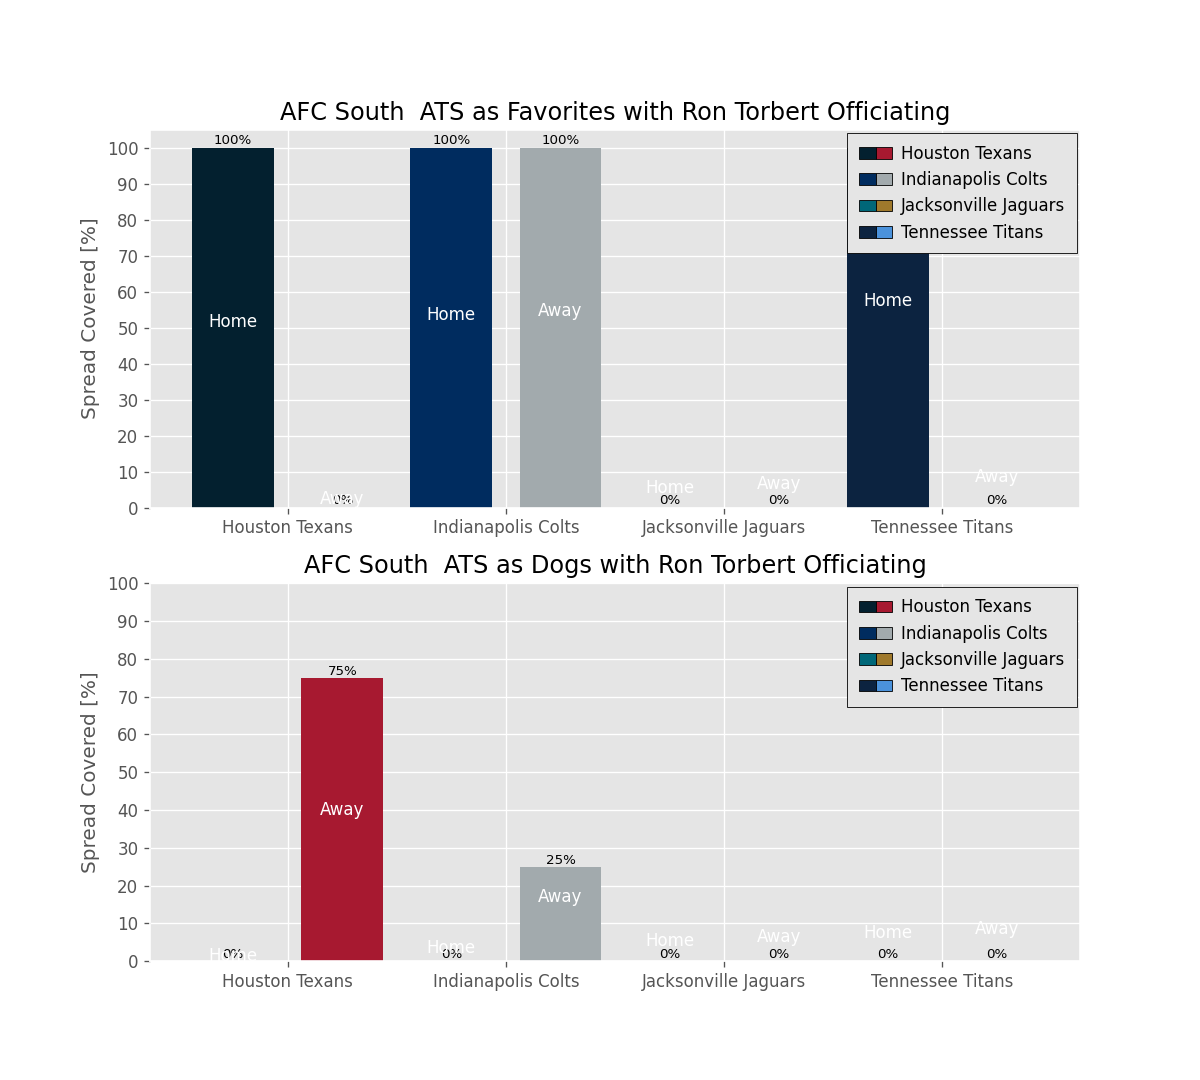 AFC South  ATS as Favorites with Ron Torbert Officiating
100%
100%
100%
Houston Texans
Indianapolis Colts
Jacksonville Jaguars
Tennessee Titans
Spread Covered [%]
100
90
80
70
60
50
40
30
20
10
0
Home
Away
0%
Home
Away
Home
0%
Away
0%
Home
Away
0%
Houston Texans
Indianapolis Colts
Jacksonville Jaguars
Tennessee Titans
AFC South  ATS as Dogs with Ron Torbert Officiating
Houston Texans
Indianapolis Colts
Jacksonville Jaguars
Tennessee Titans
Spread Covered [%]
100
90
80
70
60
50
40
30
20
10
0
Home
0%
75%
Away
Home
0%
25%
Away
Home
0%
Away
0%
Home
0%
Away
0%
Houston Texans
Indianapolis Colts
Jacksonville Jaguars
Tennessee Titans